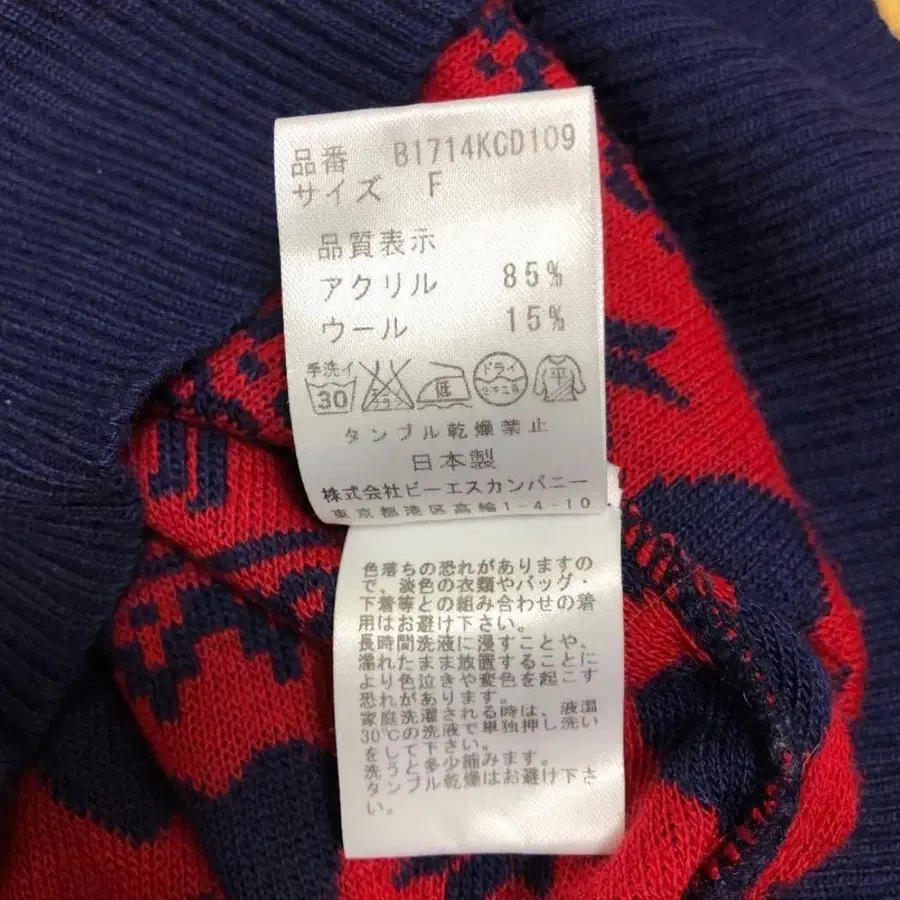 品番 B1714KCD109
サイズ F
品質表示
アクリル 85%
ウール 15%
手洗イ
30
低
ドライ
平
タンブル乾燥禁止
日本製
株式会社ビーエスカンパニー
東京都港区高輪1-4-10
色落ちの恐れがありますの
で、淡色の衣類やバッグ・
下着等との組み合わせの着
用はお避け下さい。
長時間洗液に浸すことや、
濡れたまま放置することに
より色泣きや変色を起こす
恐れがあります。
家庭洗濯される時は、液温
30℃の洗液で単独押し洗い
をして下さい。
洗うと多少縮みます。
タンブル乾燥はお避け下さ
い。